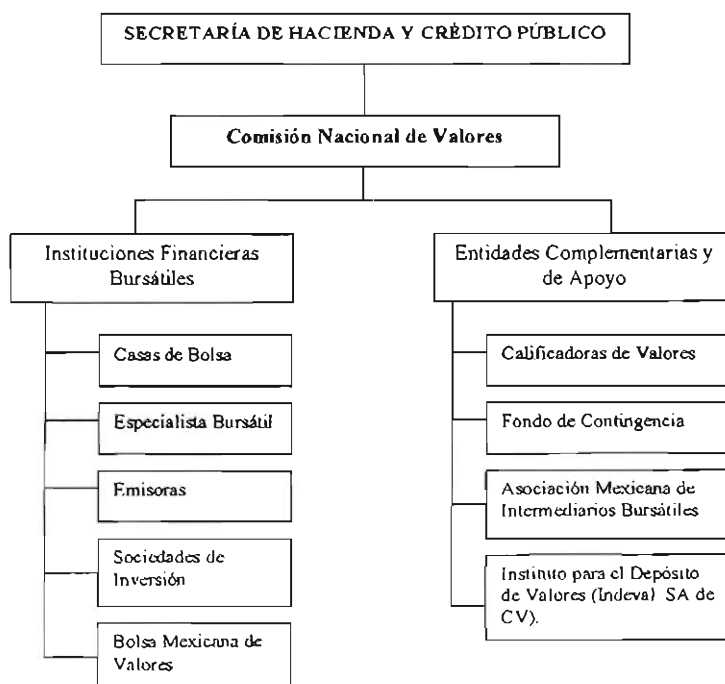 SECRETARÍA DE HACIENDA Y CRÉDITO PÚBLICO
Comisión Nacional de Valores
Instituciones Financieras
Bursátiles
Casas de Bolsa
Especialista Bursátil
Emisoras
Sociedades de
Inversión
Bolsa Mexicana de
Valores
Entidades Complementarias y
de Apoyo
Calificadoras de Valores
Fondo de Contingencia
Asociación Mexicana de
Intermediarios Bursátiles
Instituto para el Depósito
de Valores (Indeval SA de
CV).